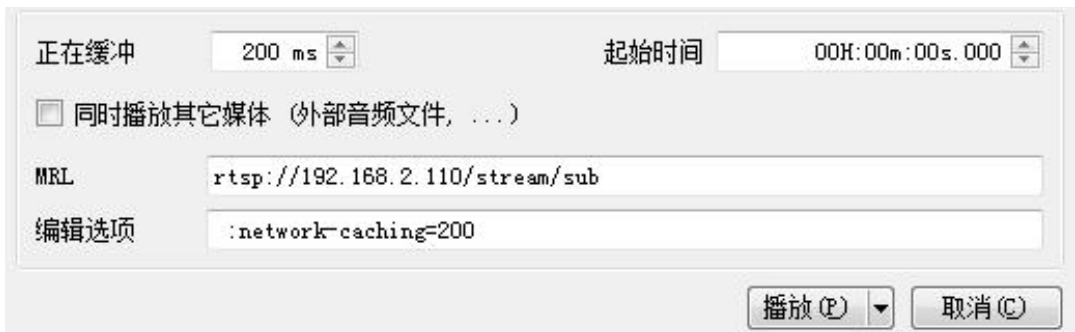 正在缓冲 200 ms 起始时间 00H:00m:00s.000
同时播放其它媒体 (外部音频文件, ...)
MRL rtsp://192.168.2.110/stream/sub
编辑选项 :network-caching=200
播放(P) 取消(C)